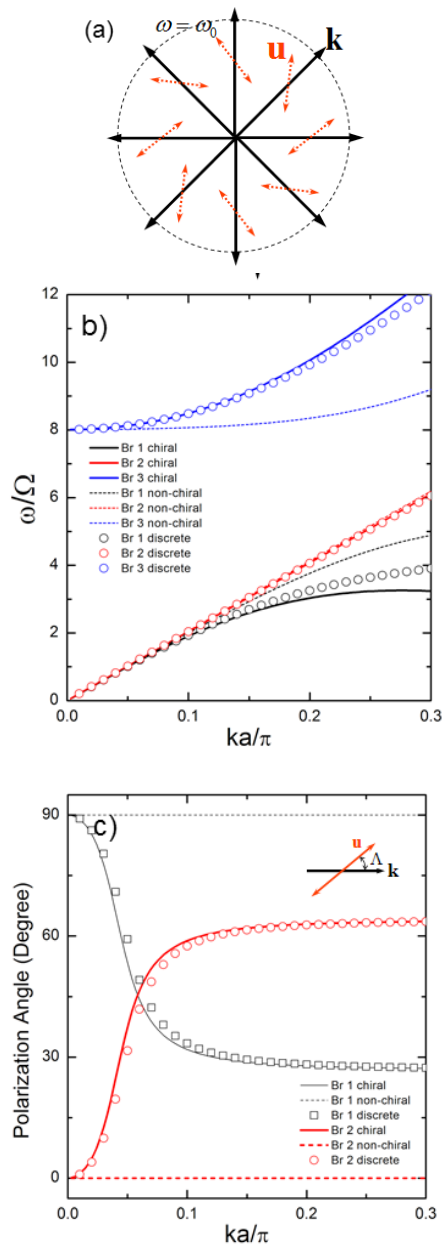 (a)
ω=ω₀
u
k
b)
12
10
8
6
4
2
0
ω/Ω
Br 1 chiral
Br 2 chiral
Br 3 chiral
Br 1 non-chiral
Br 2 non-chiral
Br 3 non-chiral
Br 1 discrete
Br 2 discrete
Br 3 discrete
0.0 0.1 0.2 0.3
ka/π
c)
90
60
30
0
Polarization Angle (Degree)
u
Λ
k
Br 1 chiral
Br 1 non-chiral
Br 1 discrete
Br 2 chiral
Br 2 non-chiral
Br 2 discrete
0.0 0.1 0.2 0.3
ka/π